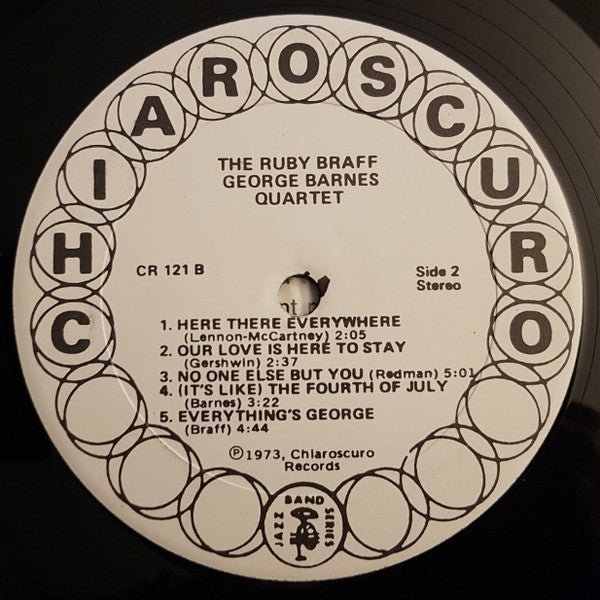 CHIAROSCURO
THE RUBY BRAFF
GEORGE BARNES
QUARTET
CR 121 B
Side 2
Stereo
1. HERE THERE EVERYWHERE
(Lennon-McCartney) 2:05
2. OUR LOVE IS HERE TO STAY
(Gershwin) 2:37
3. NO ONE ELSE BUT YOU (Redman) 5:01
4. (IT'S LIKE) THE FOURTH OF JULY
(Barnes) 3:22
5. EVERYTHING'S GEORGE
(Braff) 4:44
Ⓟ1973, Chiaroscuro
Records
JAZZ BAND SERIES